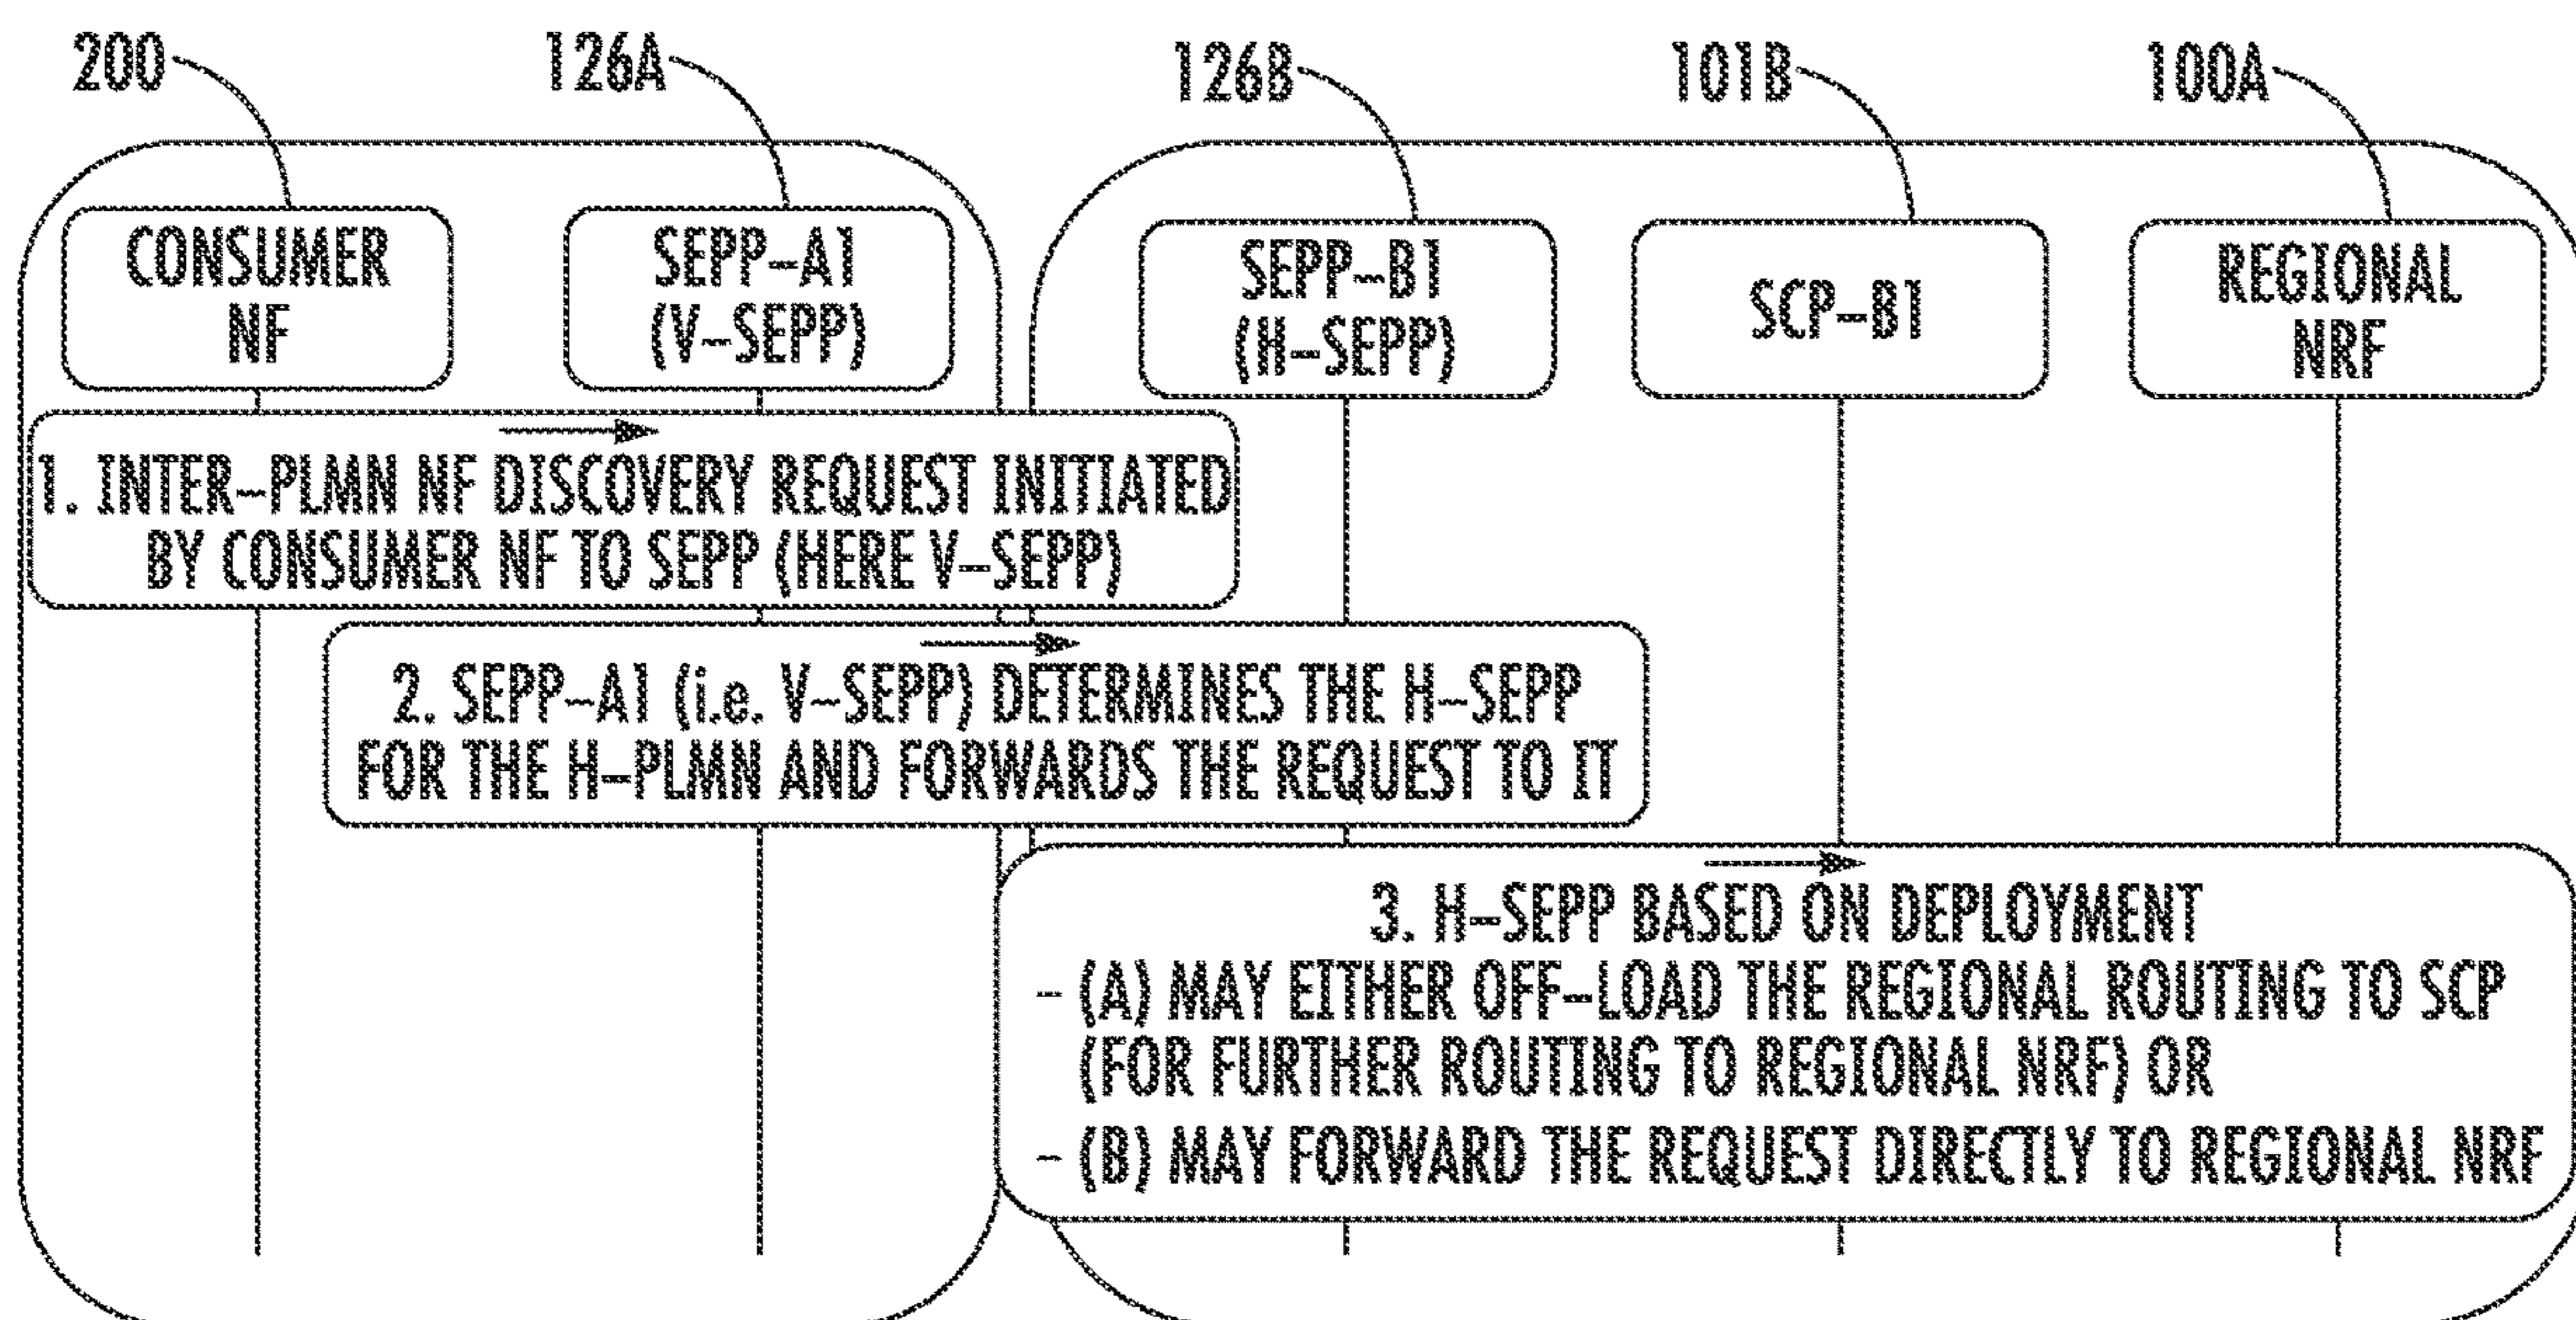 200
126A
126B
101B
100A
CONSUMER
NF
SEPP-A1
(V-SEPP)
SEPP-B1
(H-SEPP)
SCP-B1
REGIONAL
NRF
1. INTER-PLMN NF DISCOVERY REQUEST INITIATED
BY CONSUMER NF TO SEPP (HERE V-SEPP)
2. SEPP-A1 (i.e. V-SEPP) DETERMINES THE H-SEPP
FOR THE H-PLMN AND FORWARDS THE REQUEST TO IT
3. H-SEPP BASED ON DEPLOYMENT
- (A) MAY EITHER OFF-LOAD THE REGIONAL ROUTING TO SCP
(FOR FURTHER ROUTING TO REGIONAL NRF) OR
- (B) MAY FORWARD THE REQUEST DIRECTLY TO REGIONAL NRF